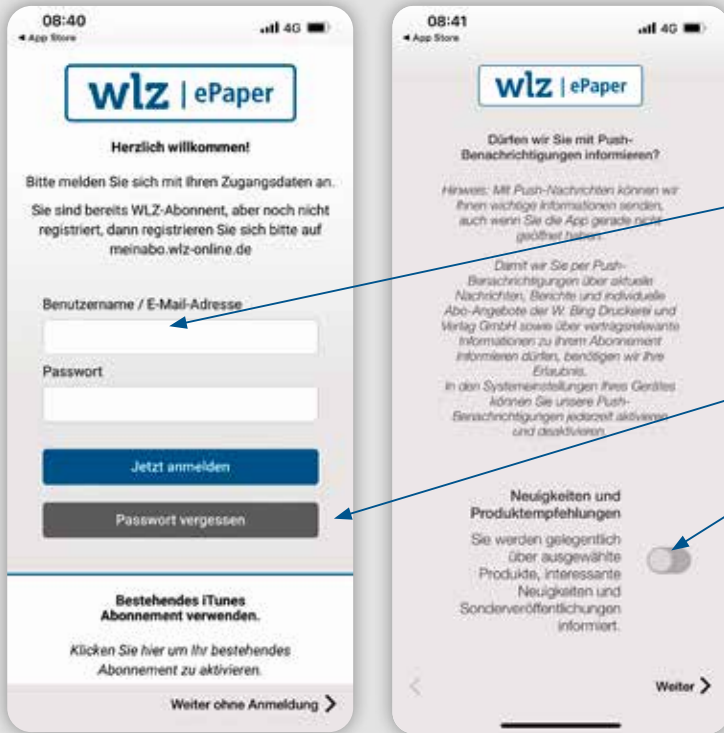 08:40
4G
◀ App Store
wlz | ePaper
Herzlich willkommen!
Bitte melden Sie sich mit Ihren Zugangsdaten an.
Sie sind bereits WLZ-Abonnent, aber noch nicht
registriert, dann registrieren Sie sich bitte auf
meinabo.wlz-online.de
Benutzername / E-Mail-Adresse
Passwort
Jetzt anmelden
Passwort vergessen
Bestehendes iTunes
Abonnement verwenden.
Klicken Sie hier um Ihr bestehendes
Abonnement zu aktivieren.
Weiter ohne Anmeldung
08:41
4G
◀ App Store
wlz | ePaper
Dürfen wir Sie mit Push-
Benachrichtigungen informieren?
Hinweis: Mit Push-Nachrichten können wir
Ihnen wichtige Informationen senden,
auch wenn Sie die App gerade nicht
geöffnet haben.
Damit wir Sie per Push-
Benachrichtigungen über aktuelle
Nachrichten, Berichte und individuelle
Abo-Angebote der W. Bing Druckerei und
Verlag GmbH sowie über vertragsrelevante
Informationen zu Ihrem Abonnement
informieren dürfen, benötigen wir Ihre
Erlaubnis.
In den Systemeinstellungen Ihres Gerätes
können Sie unsere Push-
Benachrichtigungen jederzeit aktivieren
und deaktivieren.
Neuigkeiten und
Produktempfehlungen
Sie werden gelegentlich
über ausgewählte
Produkte, interessante
Neuigkeiten und
Sonderveröffentlichungen
informiert.
Weiter